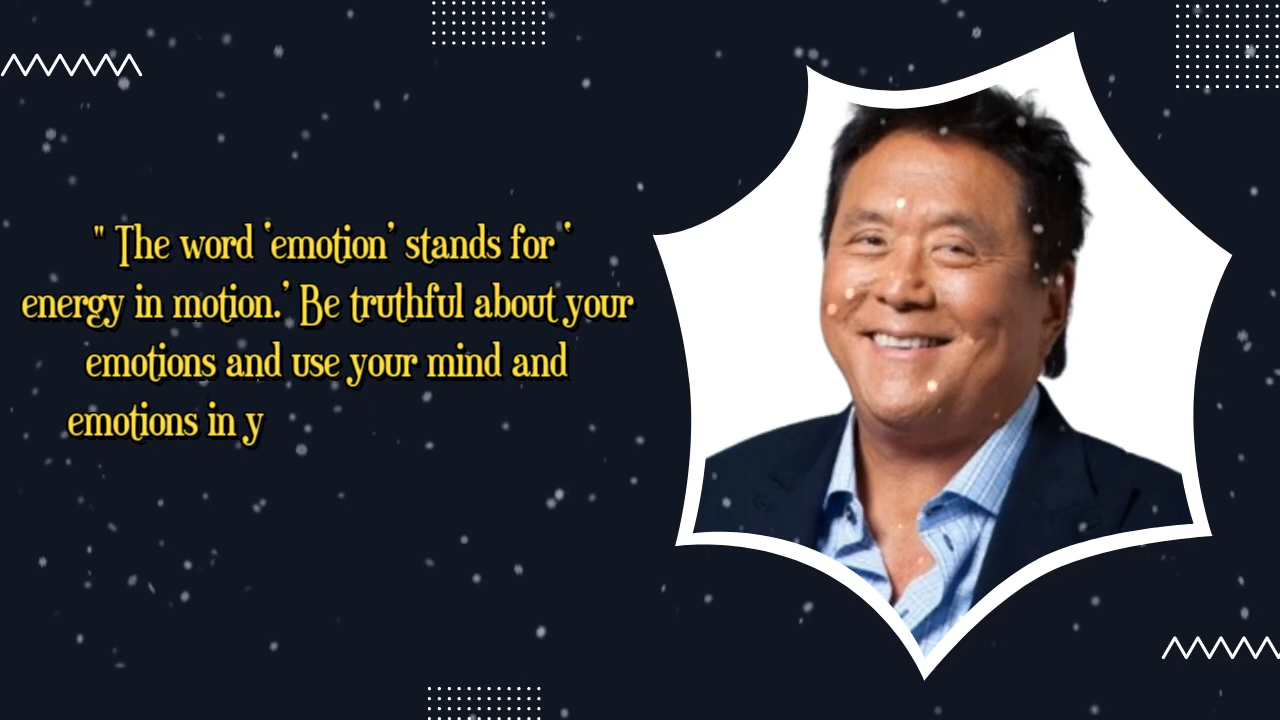 " The word ‘emotion’ stands for ‘
energy in motion.’ Be truthful about your
emotions and use your mind and
emotions in y